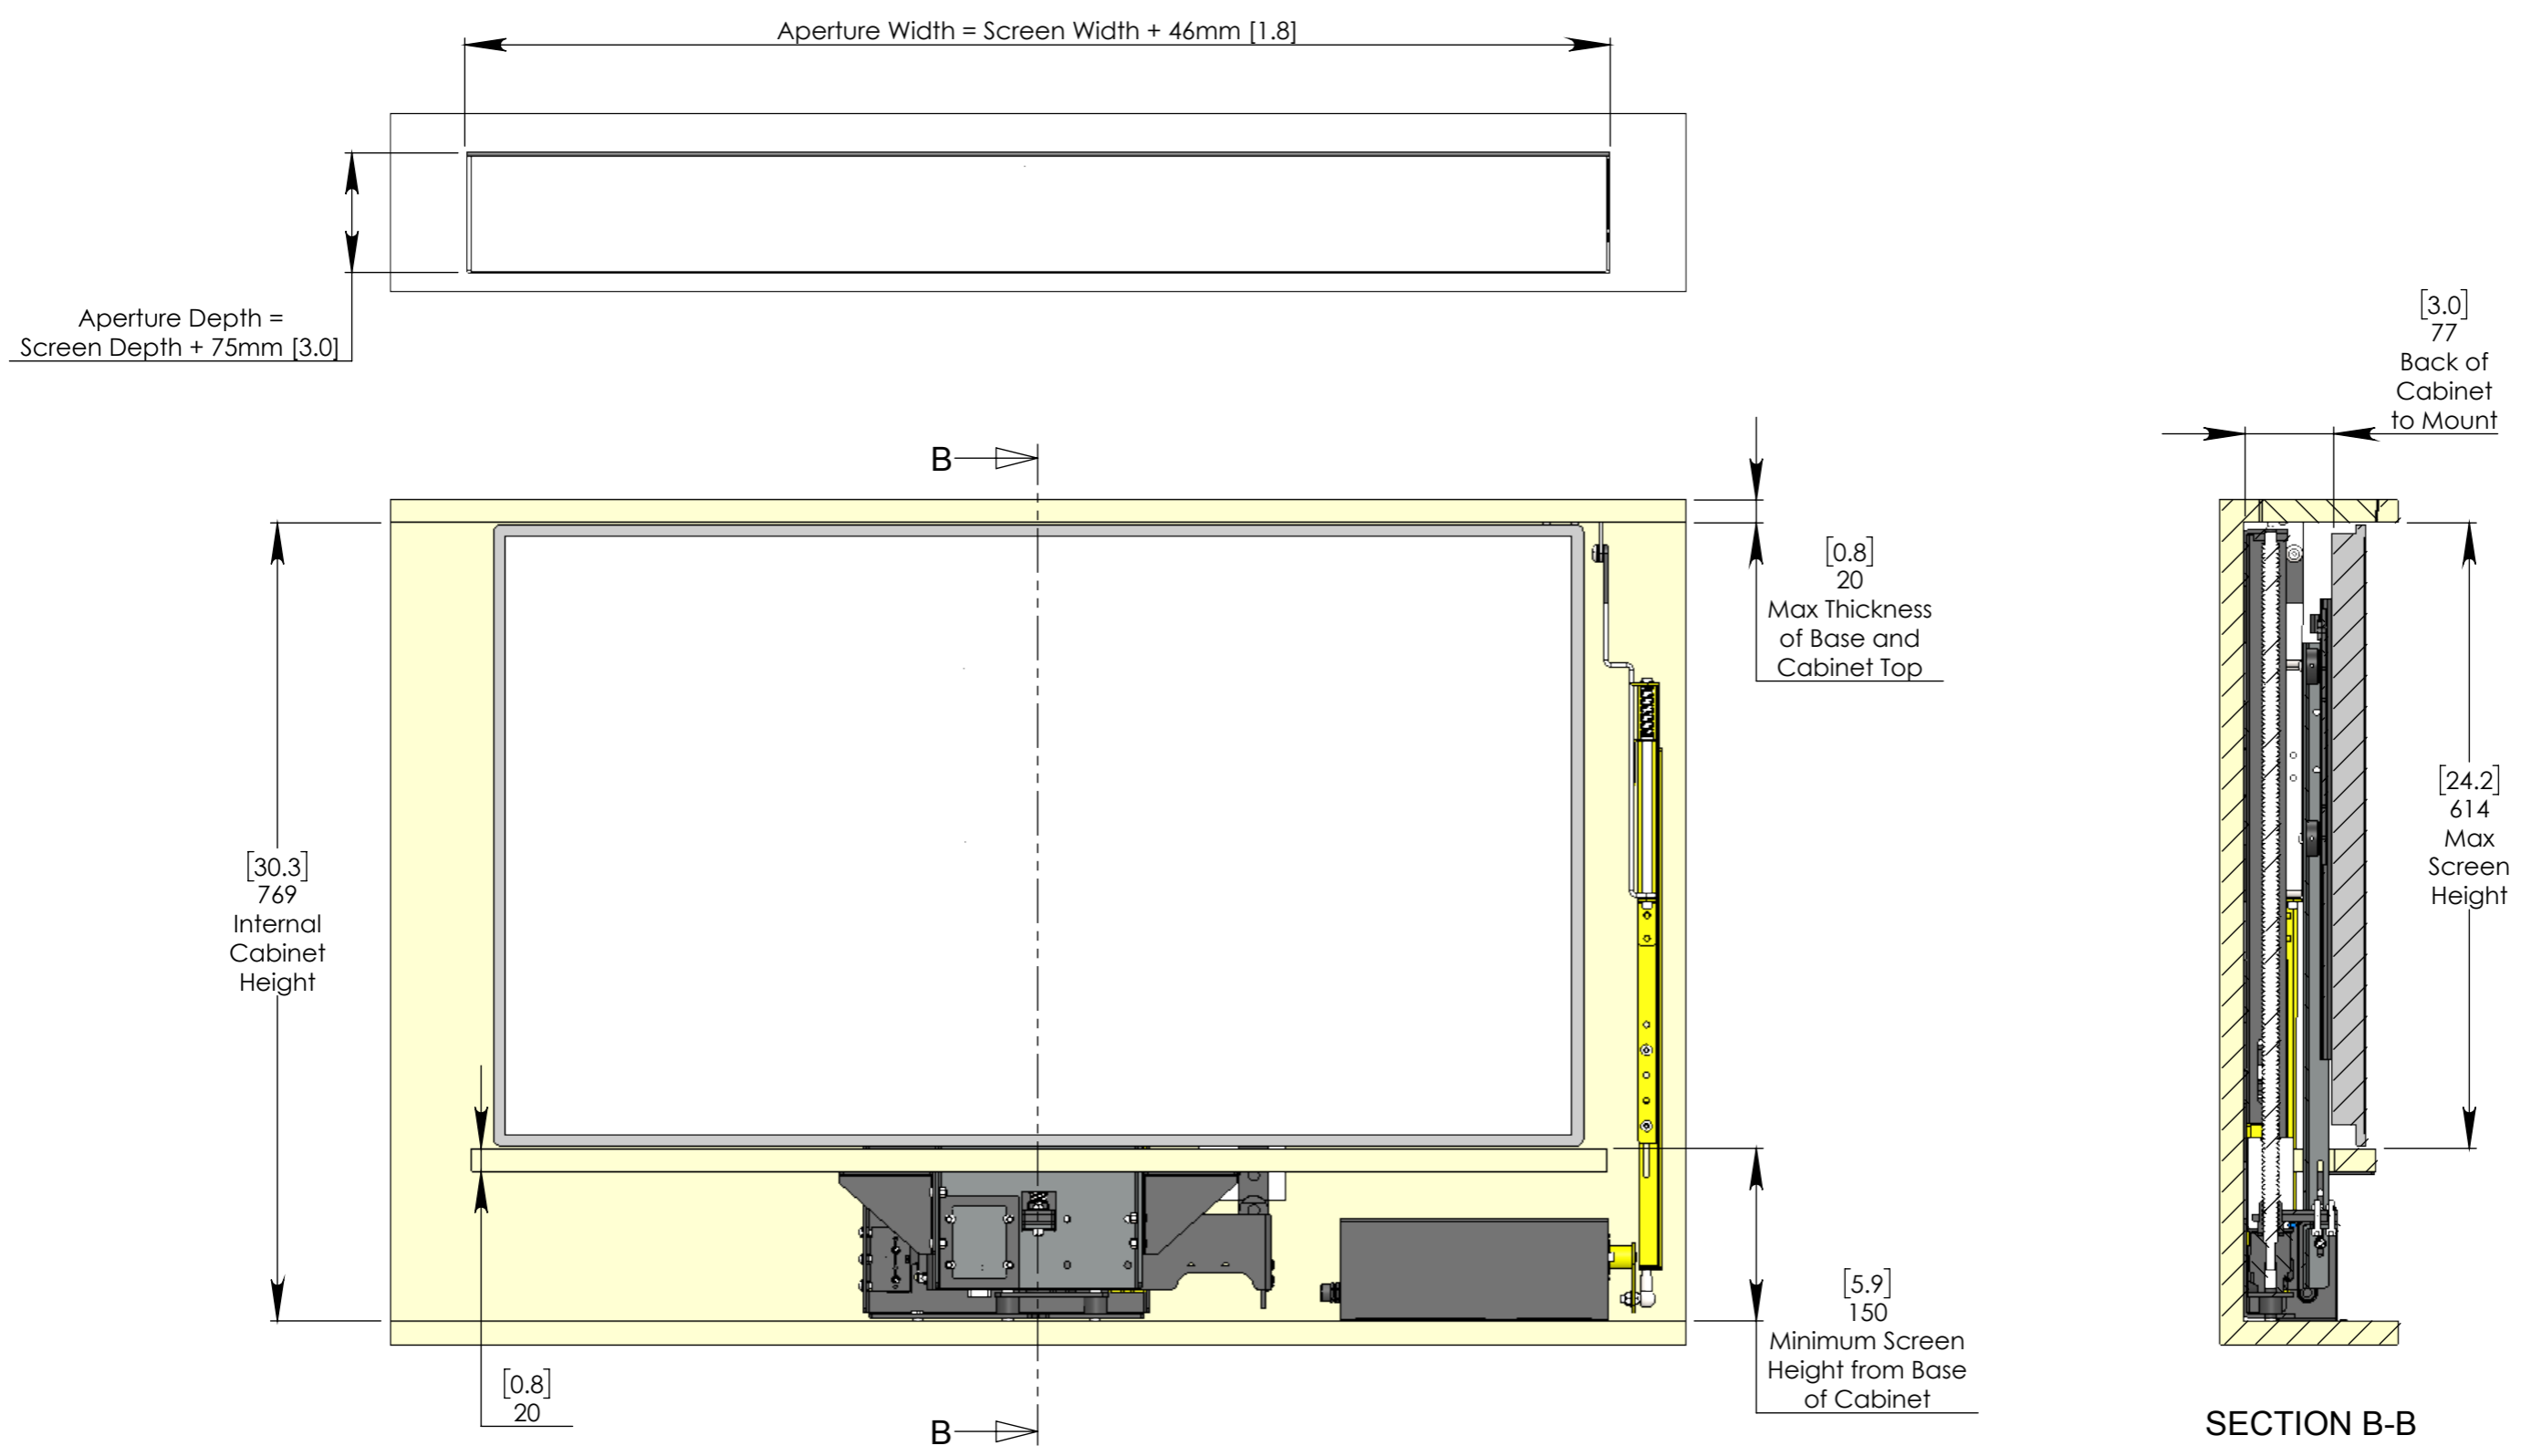 Aperture Width = Screen Width + 46mm [1.8]
Aperture Depth =
Screen Depth + 75mm [3.0]
[3.0]
77
Back of
Cabinet
to Mount
B
[0.8]
20
Max Thickness
of Base and
Cabinet Top
[30.3]
769
Internal
Cabinet
Height
[24.2]
614
Max
Screen
Height
[5.9]
150
Minimum Screen
Height from Base
of Cabinet
[0.8]
20
B
SECTION B-B